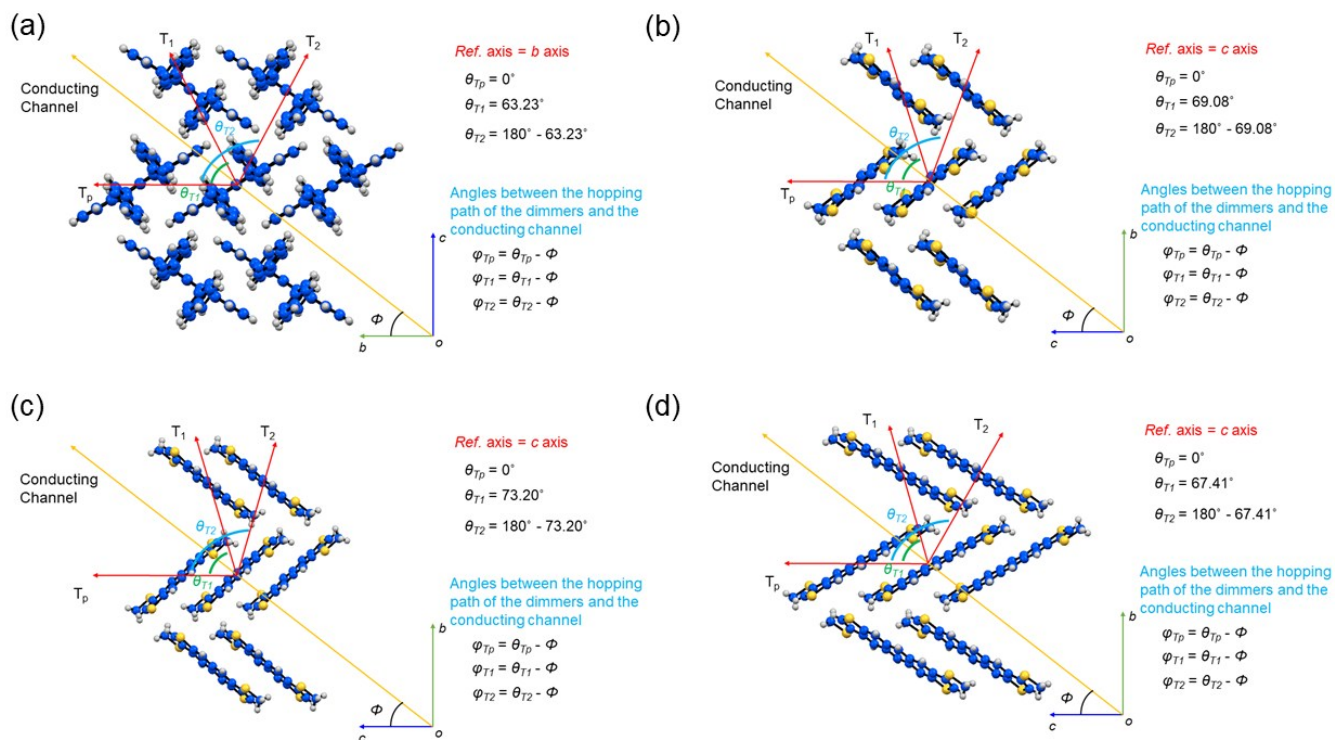 (a)
T1
T2
Conducting
Channel
Tp
θT2
θT1
Φ
b
c
o
Ref. axis = b axis
θTp = 0°
θT1 = 63.23°
θT2 = 180° - 63.23°
Angles between the hopping
path of the dimmers and the
conducting channel
φTp = θTp - Φ
φT1 = θT1 - Φ
φT2 = θT2 - Φ
(b)
T1
T2
Conducting
Channel
Tp
θT2
θT1
Φ
c
b
o
Ref. axis = c axis
θTp = 0°
θT1 = 69.08°
θT2 = 180° - 69.08°
Angles between the hopping
path of the dimmers and the
conducting channel
φTp = θTp - Φ
φT1 = θT1 - Φ
φT2 = θT2 - Φ
(c)
T1
T2
Conducting
Channel
Tp
θT2
θT1
Φ
c
b
o
Ref. axis = c axis
θTp = 0°
θT1 = 73.20°
θT2 = 180° - 73.20°
Angles between the hopping
path of the dimmers and the
conducting channel
φTp = θTp - Φ
φT1 = θT1 - Φ
φT2 = θT2 - Φ
(d)
T1
T2
Conducting
Channel
Tp
θT2
θT1
Φ
c
b
o
Ref. axis = c axis
θTp = 0°
θT1 = 67.41°
θT2 = 180° - 67.41°
Angles between the hopping
path of the dimmers and the
conducting channel
φTp = θTp - Φ
φT1 = θT1 - Φ
φT2 = θT2 - Φ